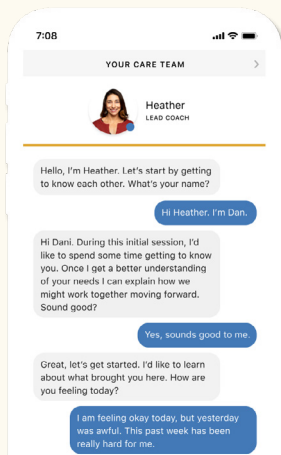 7:08
YOUR CARE TEAM
Heather
LEAD COACH
Hello, I'm Heather. Let's start by getting
to know each other. What's your name?
Hi Heather. I'm Dan.
Hi Dani. During this initial session, I'd
like to spend some time getting to know
you. Once I get a better understanding
of your needs I can explain how we
might work together moving forward.
Sound good?
Yes, sounds good to me.
Great, let's get started. I'd like to learn
about what brought you here. How are
you feeling today?
I am feeling okay today, but yesterday
was awful. This past week has been
really hard for me.